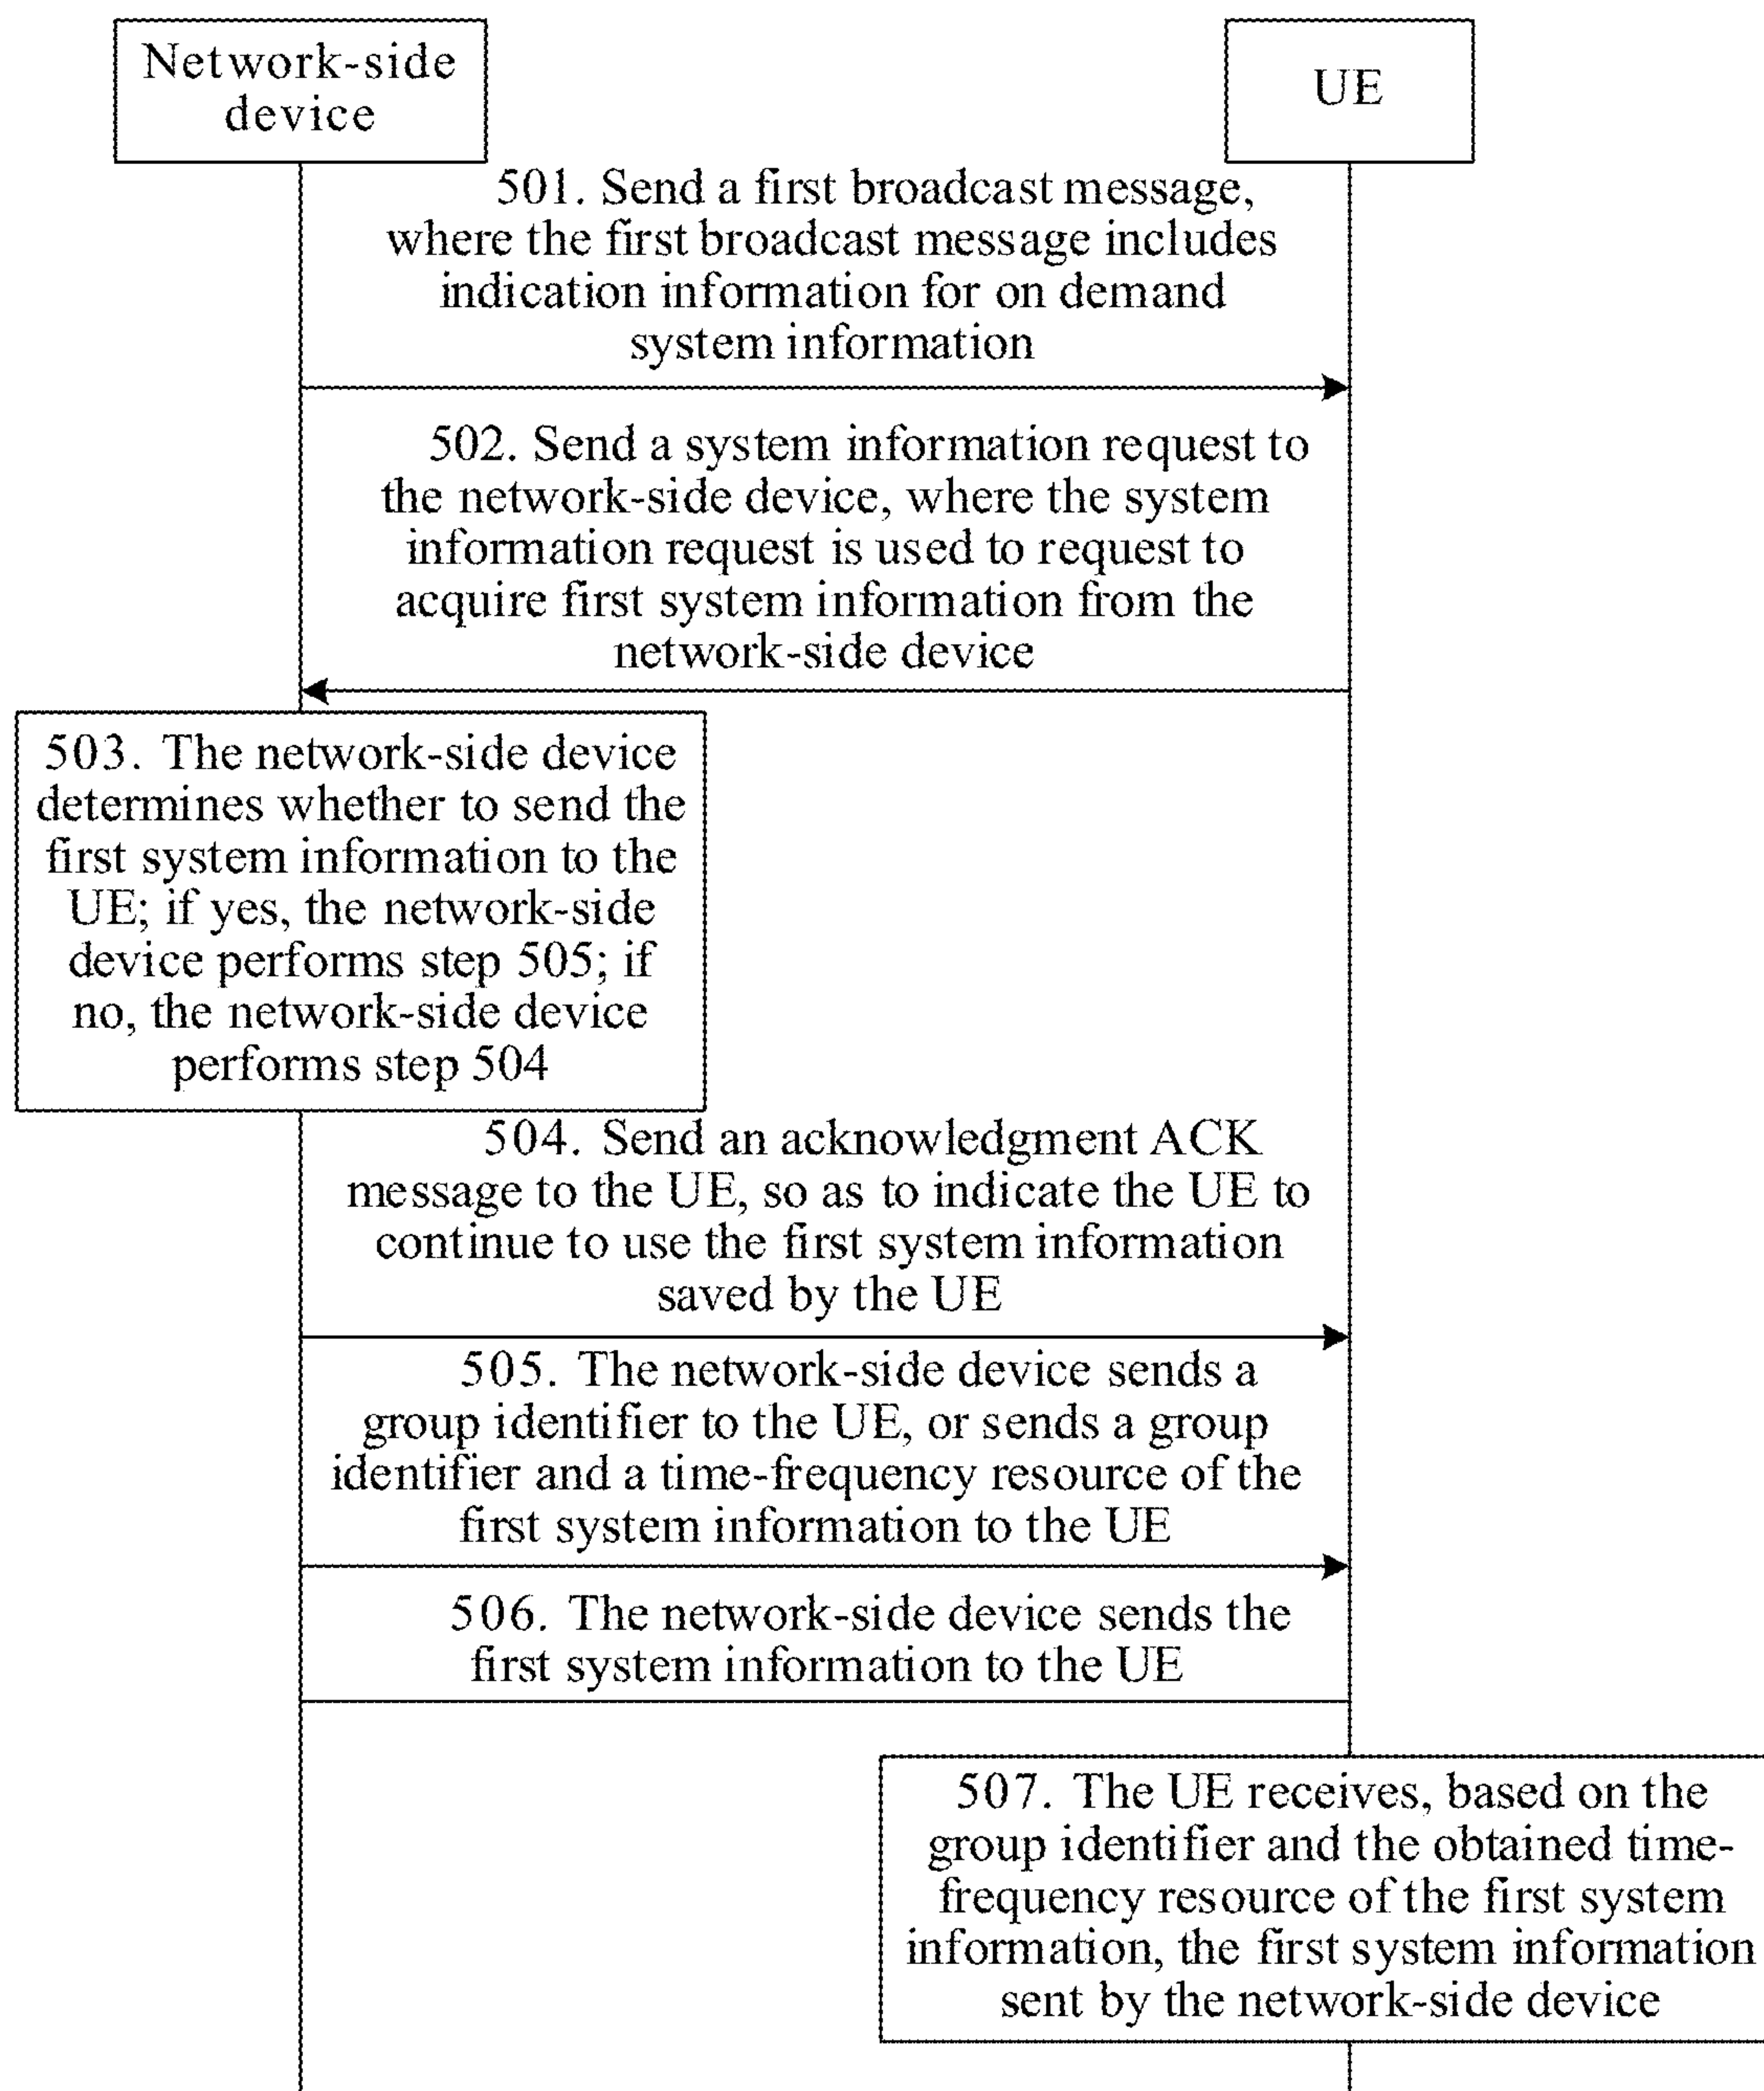 Network-side
device
UE
501. Send a first broadcast message,
where the first broadcast message includes
indication information for on demand
system information
502. Send a system information request to
the network-side device, where the system
information request is used to request to
acquire first system information from the
network-side device
503. The network-side device
determines whether to send the
first system information to the
UE; if yes, the network-side
device performs step 505; if
no, the network-side device
performs step 504
504. Send an acknowledgment ACK
message to the UE, so as to indicate the UE to
continue to use the first system information
saved by the UE
505. The network-side device sends a
group identifier to the UE, or sends a group
identifier and a time-frequency resource of the
first system information to the UE
506. The network-side device sends the
first system information to the UE
507. The UE receives, based on the
group identifier and the obtained time-
frequency resource of the first system
information, the first system information
sent by the network-side device